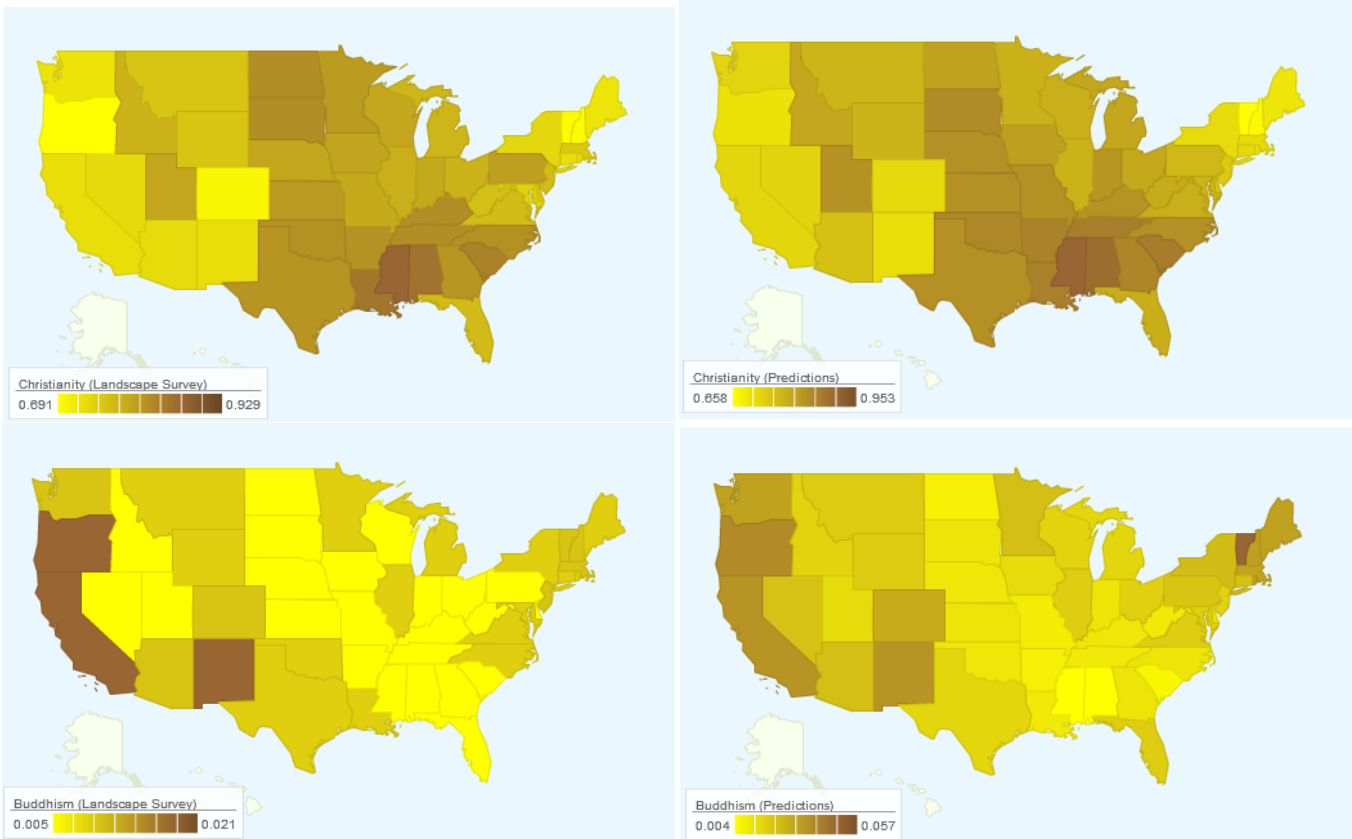 Christianity (Landscape Survey)
0.691 0.929
Christianity (Predictions)
0.658 0.953
Buddhism (Landscape Survey)
0.005 0.021
Buddhism (Predictions)
0.004 0.057